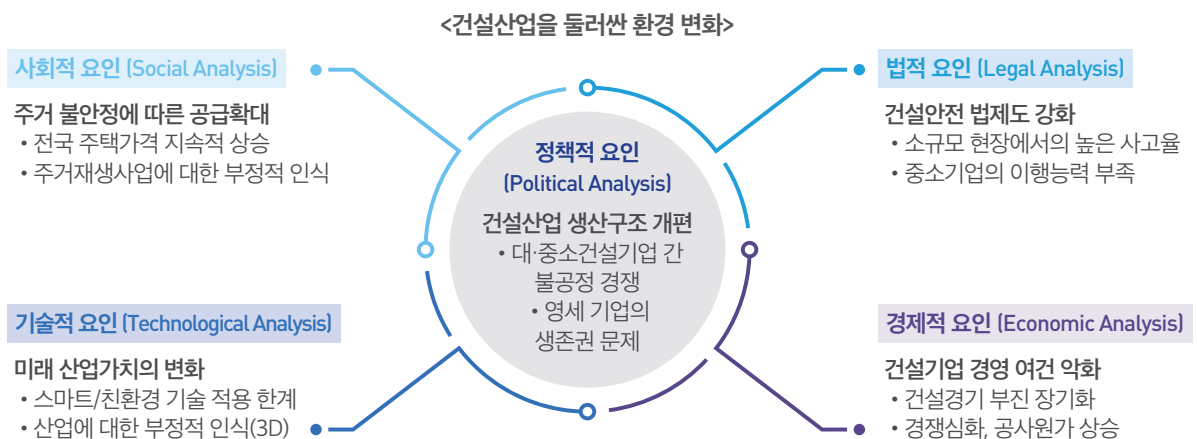 <건설산업을 둘러싼 환경 변화>
사회적 요인 (Social Analysis)
주거 불안정에 따른 공급확대
• 전국 주택가격 지속적 상승
• 주거재생사업에 대한 부정적 인식
법적 요인 (Legal Analysis)
건설안전 법제도 강화
• 소규모 현장에서의 높은 사고율
• 중소기업의 이행능력 부족
정책적 요인
(Political Analysis)
건설산업 생산구조 개편
• 대·중소건설기업 간
불공정 경쟁
• 영세 기업의
생존권 문제
기술적 요인 (Technological Analysis)
미래 산업가치의 변화
• 스마트/친환경 기술 적용 한계
• 산업에 대한 부정적 인식(3D)
경제적 요인 (Economic Analysis)
건설기업 경영 여건 악화
• 건설경기 부진 장기화
• 경쟁심화, 공사원가 상승